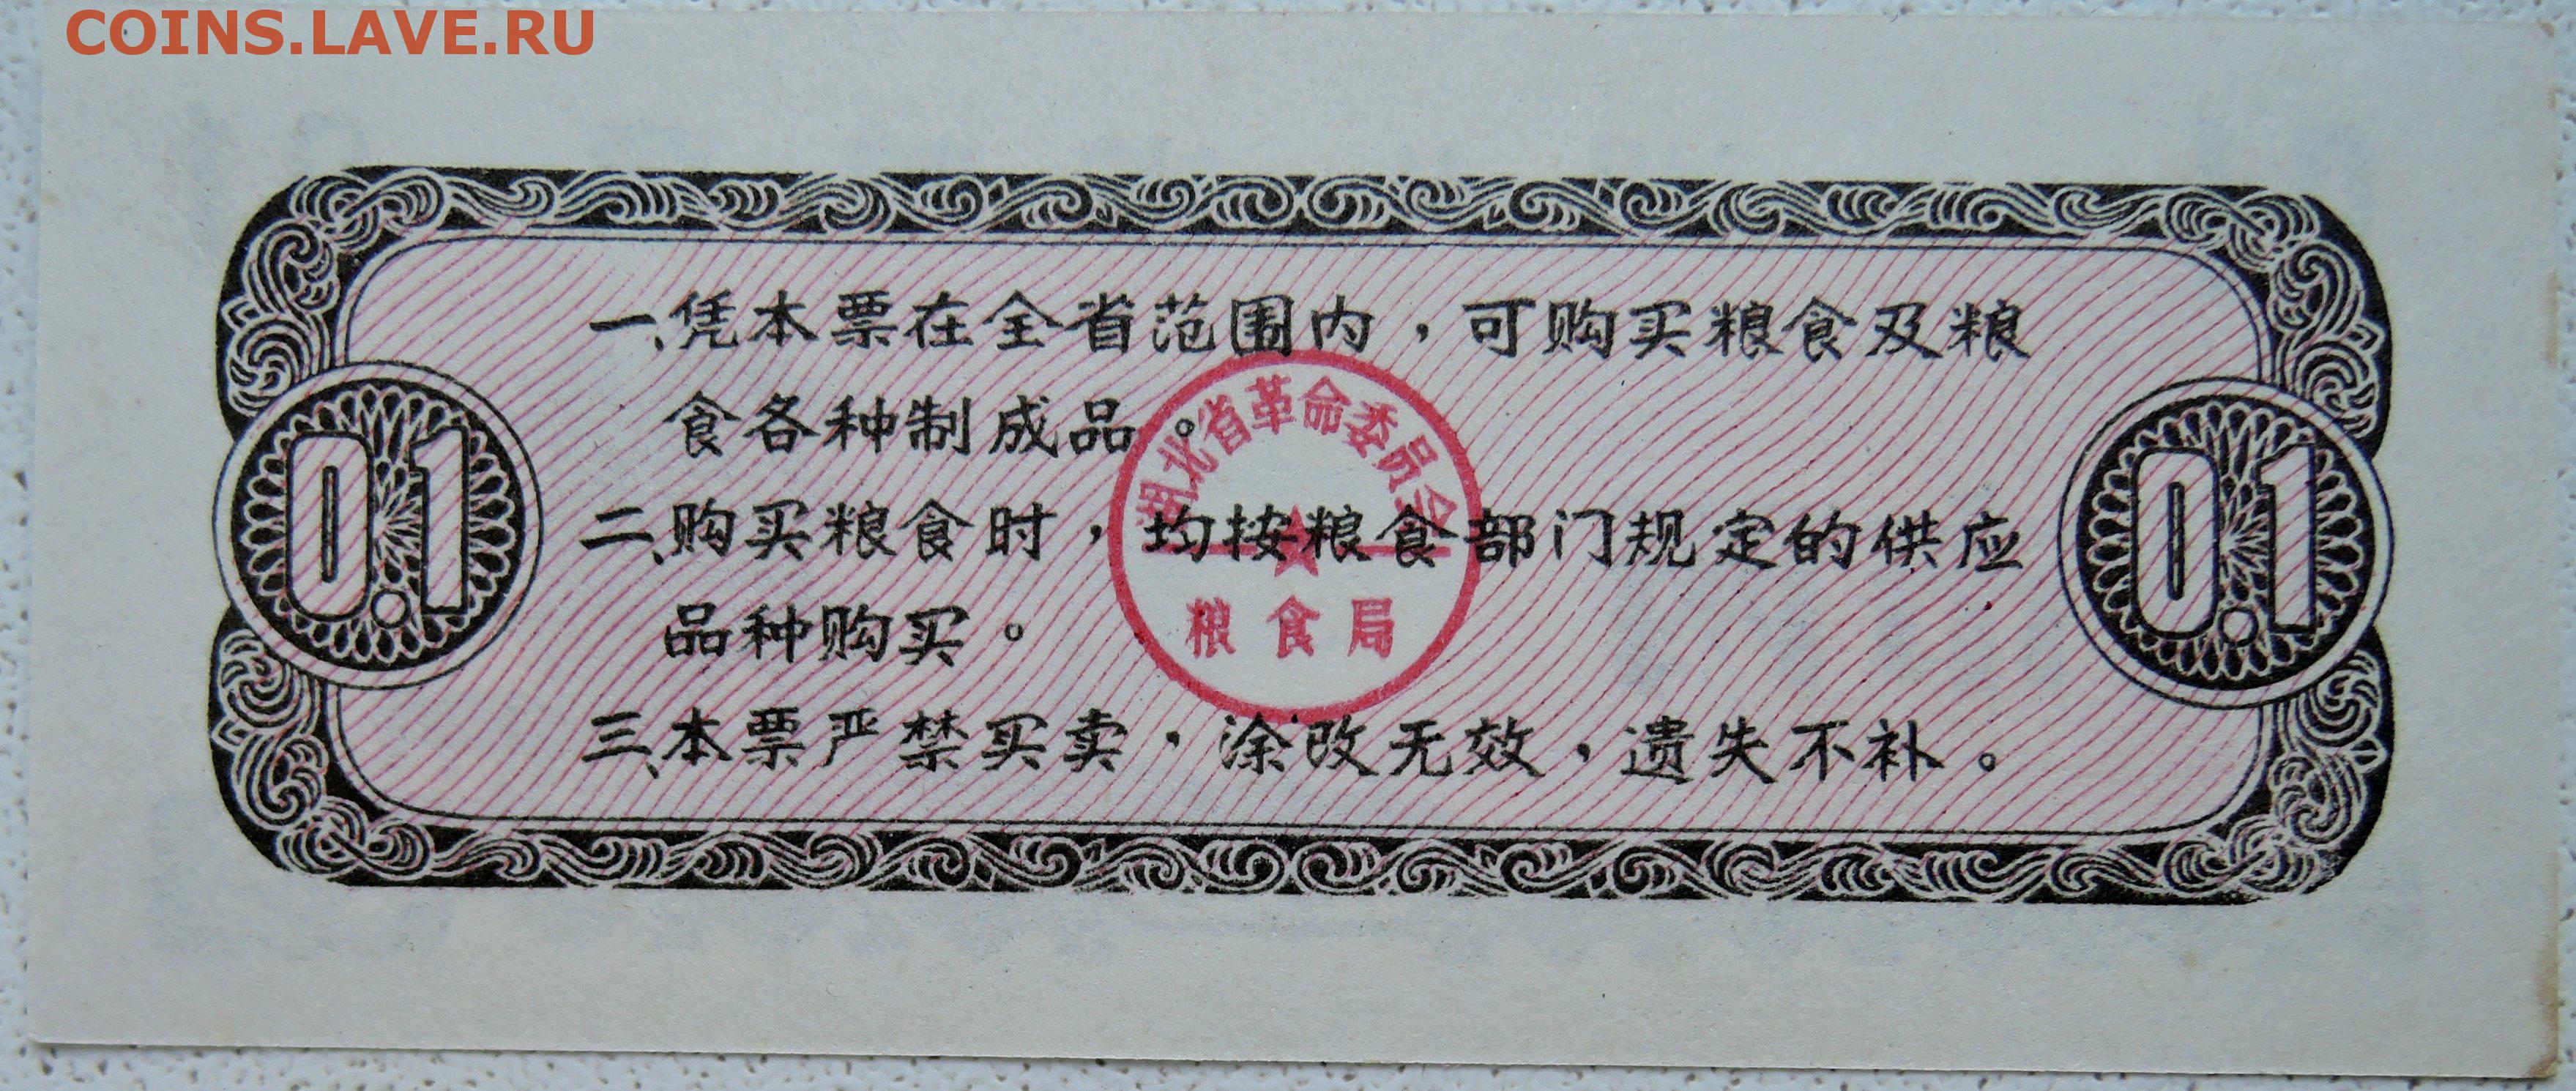 COINS.LAVE.RU
一、凭本票在全省范围内，可购买粮食及粮
食各种制成品。
湖北省革命委员会
二、购买粮食时，均按粮食部门规定的供应
0.1
0.1
品种购买。
粮食局
三、本票严禁买卖，涂改无效，遗失不补。